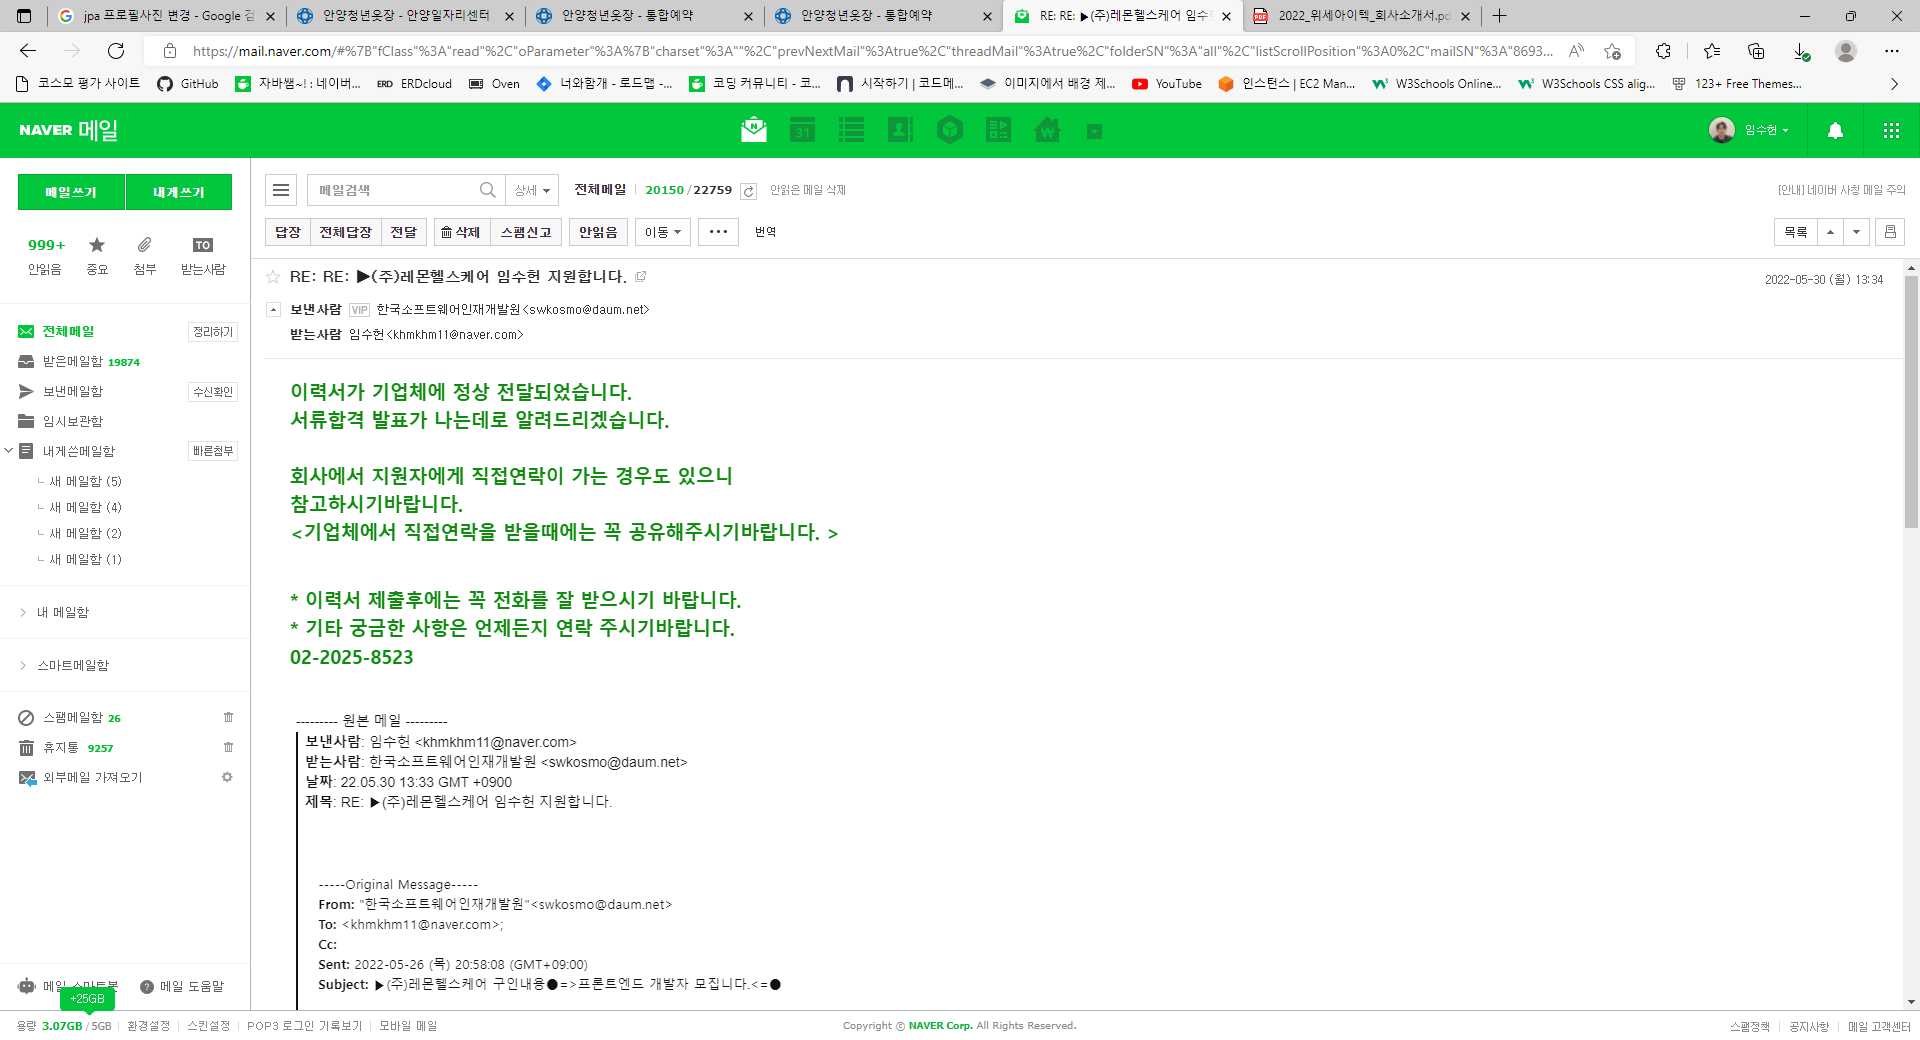 jpa 프로필사진 변경 - Google 검
안양청년옷장 - 안양일자리센터
안양청년옷장 - 통합예약
안양청년옷장 - 통합예약
RE: RE: ▶(주)레몬헬스케어 임수헌
2022_위세아이텍_회사소개서.pd
https://mail.naver.com/#%7B"fClass"%3A"read"%2C"oParameter"%3A%7B"charset"%3A""%2C"prevNextMail"%3Atrue%2C"threadMail"%3Atrue%2C"folderSN"%3A"all"%2C"listScrollPosition"%3A0%2C"mailSN"%3A"8693...
코스모 평가 사이트
GitHub
자바쌤~! : 네이버...
ERD ERDcloud
Oven
너와함개 - 로드맵 -...
코딩 커뮤니티 - 코...
시작하기 | 코드메...
이미지에서 배경 제...
YouTube
인스턴스 | EC2 Man...
W3Schools Online...
W3Schools CSS alig...
123+ Free Themes...
NAVER 메일
31
임수헌
메일쓰기 내게쓰기
메일검색 상세
전체메일 20150/22759 안읽은 메일 삭제
[안내] 네이버 사칭 메일 주의
답장 전체답장 전달 삭제 스팸신고 안읽음 이동 ••• 번역
목록
999+ TO
안읽음 중요 첨부 받는사람
RE: RE: ▶(주)레몬헬스케어 임수헌 지원합니다.
2022-05-30 (월) 13:34
보낸사람 VIP 한국소프트웨어인재개발원<swkosmo@daum.net>
받는사람 임수헌<khmkhm11@naver.com>
전체메일 정리하기
받은메일함 19874
보낸메일함 수신확인
임시보관함
내게쓴메일함 빠른첨부
새 메일함 (5)
새 메일함 (4)
새 메일함 (2)
새 메일함 (1)
내 메일함
스마트메일함
스팸메일함 26
휴지통 9257
외부메일 가져오기
이력서가 기업체에 정상 전달되었습니다.
서류합격 발표가 나는데로 알려드리겠습니다.
회사에서 지원자에게 직접연락이 가는 경우도 있으니
참고하시기바랍니다.
<기업체에서 직접연락을 받을때에는 꼭 공유해주시기바랍니다. >
* 이력서 제출후에는 꼭 전화를 잘 받으시기 바랍니다.
* 기타 궁금한 사항은 언제든지 연락 주시기바랍니다.
02-2025-8523
--------- 원본 메일 ---------
보낸사람: 임수헌 <khmkhm11@naver.com>
받는사람: 한국소프트웨어인재개발원 <swkosmo@daum.net>
날짜: 22.05.30 13:33 GMT +0900
제목: RE: ▶(주)레몬헬스케어 임수헌 지원합니다.
-----Original Message-----
From: "한국소프트웨어인재개발원"<swkosmo@daum.net>
To: <khmkhm11@naver.com>;
Cc:
Sent: 2022-05-26 (목) 20:58:08 (GMT+09:00)
Subject: ▶(주)레몬헬스케어 구인내용●=>프론트엔드 개발자 모집니다.<=●
메일 스마트봇 메일 도움말
+25GB
용량 3.07GB / 5GB 환경설정 스킨설정 POP3 로그인 기록보기 모바일 메일
Copyright © NAVER Corp. All Rights Reserved.
스팸정책 공지사항 메일 고객센터